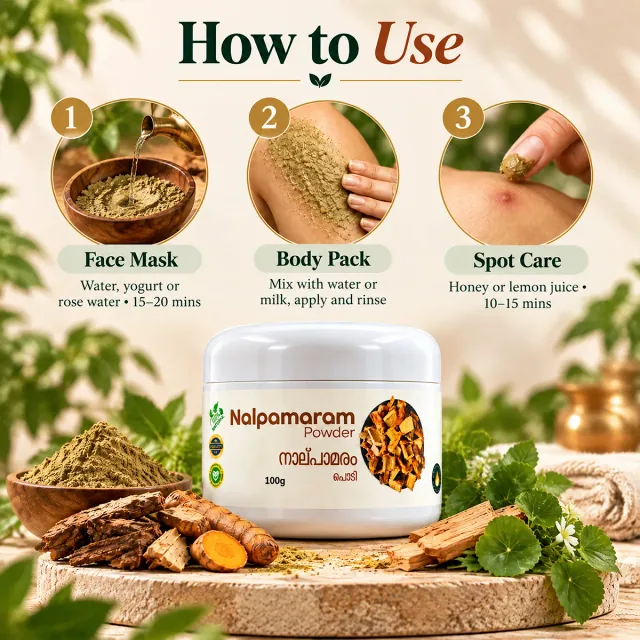 How to Use
1
2
3
Face Mask
Water, yogurt or
rose water • 15–20 mins
Body Pack
Mix with water or
milk, apply and rinse
Spot Care
Honey or lemon juice •
10–15 mins
Nalpamaram
Powder
നാല്പാമരം
പൊടി
100g